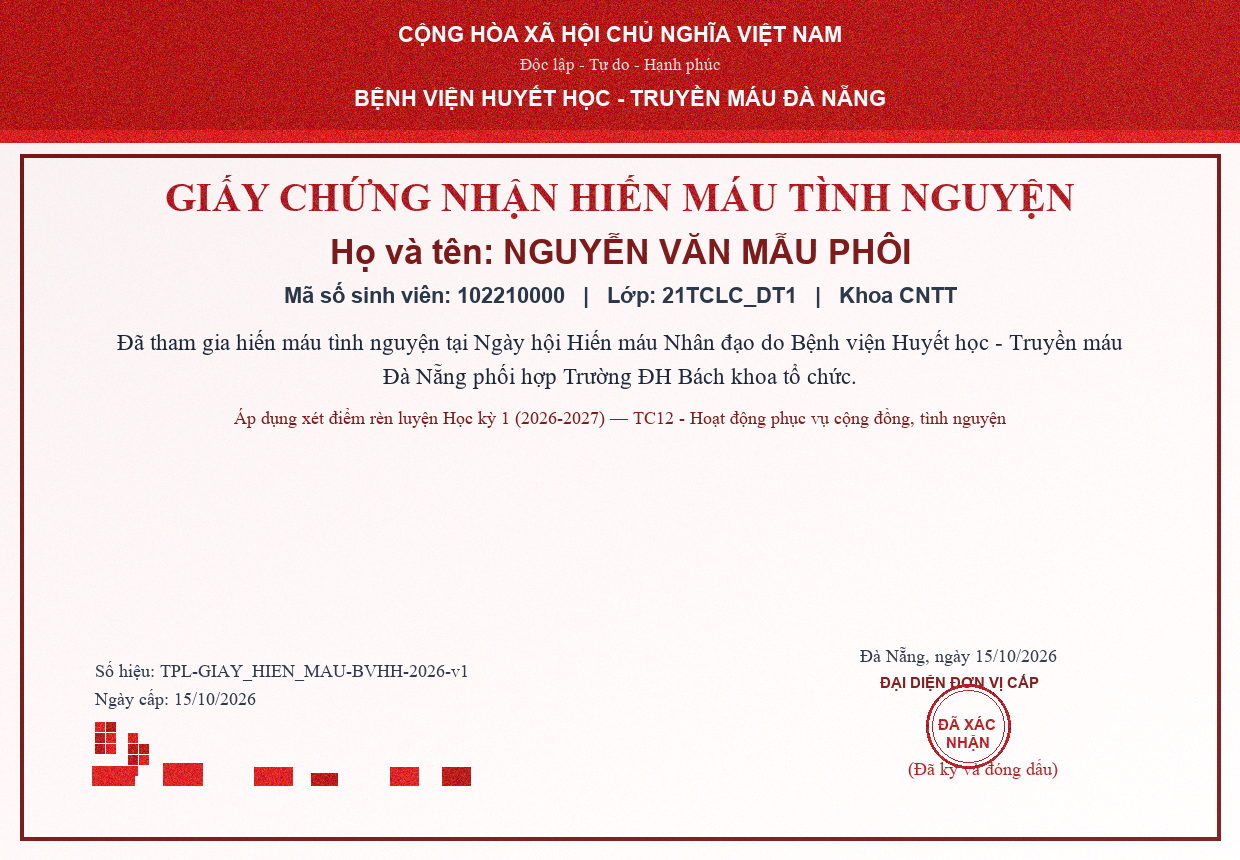 CỘNG HÒA XÃ HỘI CHỦ NGHĨA VIỆT NAM
Độc lập - Tự do - Hạnh phúc
BỆNH VIỆN HUYẾT HỌC - TRUYỀN MÁU ĐÀ NẴNG
GIẤY CHỨNG NHẬN HIẾN MÁU TÌNH NGUYỆN
Họ và tên: NGUYỄN VĂN MẪU PHÔI
Mã số sinh viên: 102210000 | Lớp: 21TCLC_DT1 | Khoa CNTT
Đã tham gia hiến máu tình nguyện tại Ngày hội Hiến máu Nhân đạo do Bệnh viện Huyết học - Truyền máu
Đà Nẵng phối hợp Trường ĐH Bách khoa tổ chức.
Áp dụng xét điểm rèn luyện Học kỳ 1 (2026-2027) — TC12 - Hoạt động phục vụ cộng đồng, tình nguyện
Số hiệu: TPL-GIAY_HIEN_MAU-BVHH-2026-v1
Ngày cấp: 15/10/2026
Đà Nẵng, ngày 15/10/2026
ĐẠI DIỆN ĐƠN VỊ CẤP
ĐÃ XÁC
NHẬN
(Đã ký và đóng dấu)